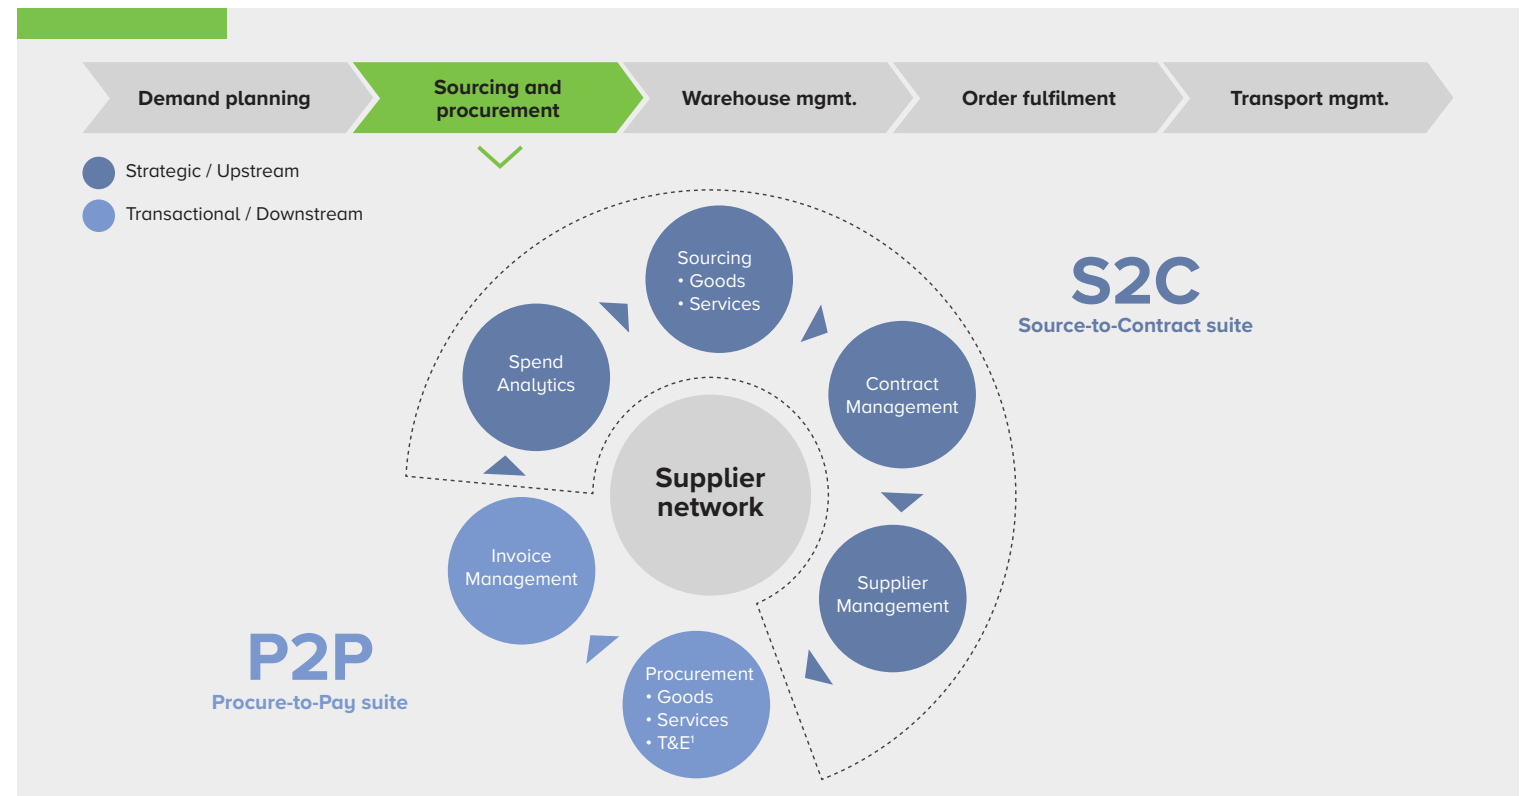 Demand planning
Sourcing and
procurement
Warehouse mgmt.
Order fulfilment
Transport mgmt.
Strategic / Upstream
Transactional / Downstream
Sourcing
• Goods
• Services
S2C
Source-to-Contract suite
Spend
Analytics
Contract
Management
Supplier
network
Invoice
Management
Supplier
Management
P2P
Procure-to-Pay suite
Procurement
• Goods
• Services
• T&E¹